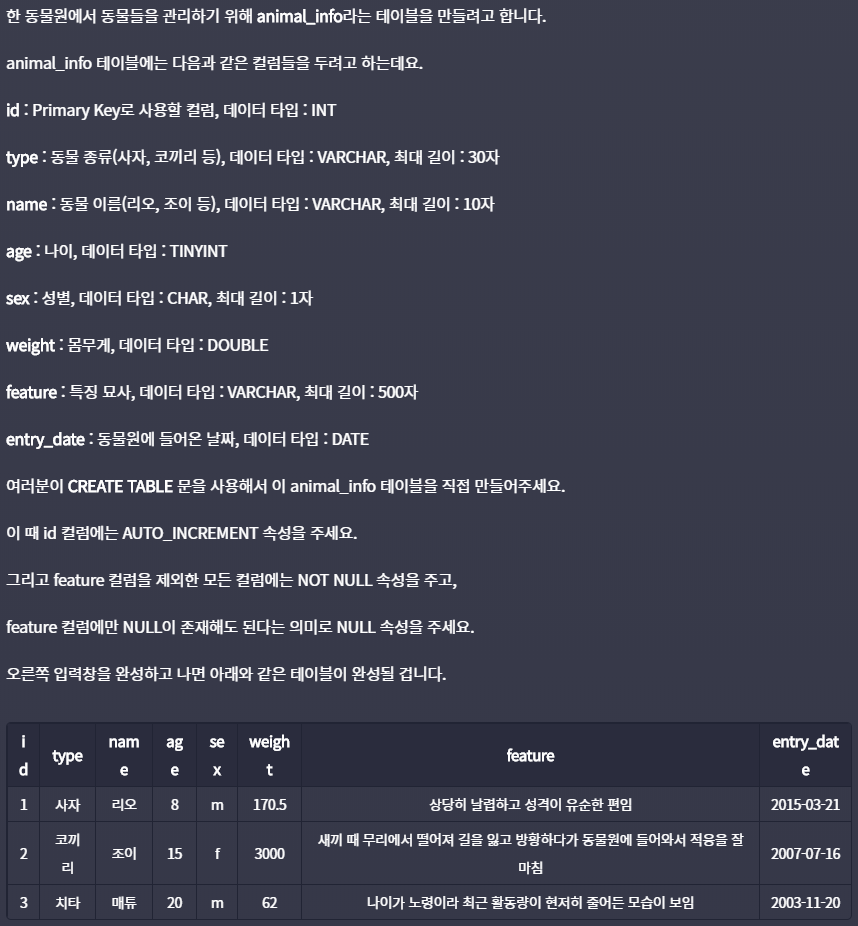 한 동물원에서 동물들을 관리하기 위해 animal_info라는 테이블을 만들려고 합니다.
animal_info 테이블에는 다음과 같은 컬럼들을 두려고 하는데요.
id : Primary Key로 사용할 컬럼, 데이터 타입 : INT
type : 동물 종류(사자, 코끼리 등), 데이터 타입 : VARCHAR, 최대 길이 : 30자
name : 동물 이름(리오, 조이 등), 데이터 타입 : VARCHAR, 최대 길이 : 10자
age : 나이, 데이터 타입 : TINYINT
sex : 성별, 데이터 타입 : CHAR, 최대 길이 : 1자
weight : 몸무게, 데이터 타입 : DOUBLE
feature : 특징 묘사, 데이터 타입 : VARCHAR, 최대 길이 : 500자
entry_date : 동물원에 들어온 날짜, 데이터 타입 : DATE
여러분이 CREATE TABLE 문을 사용해서 이 animal_info 테이블을 직접 만들어주세요.
이 때 id 컬럼에는 AUTO_INCREMENT 속성을 주세요.
그리고 feature 컬럼을 제외한 모든 컬럼에는 NOT NULL 속성을 주고,
feature 컬럼에만 NULL이 존재해도 된다는 의미로 NULL 속성을 주세요.
오른쪽 입력창을 완성하고 나면 아래와 같은 테이블이 완성될 겁니다.
id type name age sex weight feature entry_date
1 사자 리오 8 m 170.5 상당히 날렵하고 성격이 유순한 편임 2015-03-21
2 코끼리 조이 15 f 3000 새끼 때 무리에서 떨어져 길을 잃고 방황하다가 동물원에 들어와서 적응을 잘 마침 2007-07-16
3 치타 매튜 20 m 62 나이가 노령이라 최근 활동량이 현저히 줄어든 모습이 보임 2003-11-20